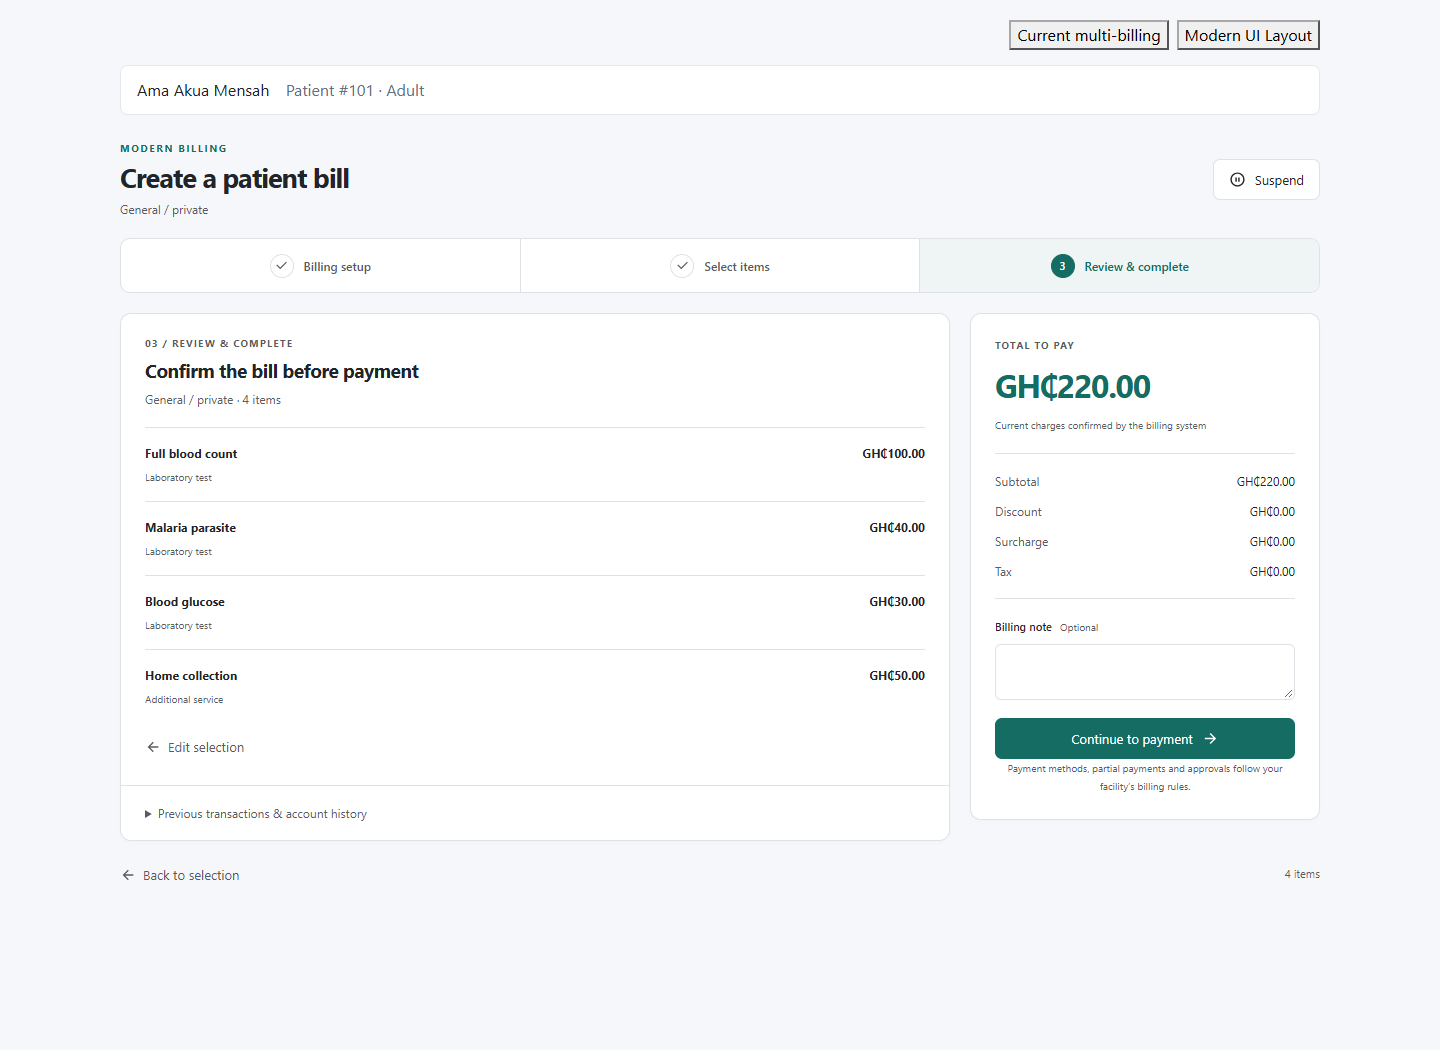 Current multi-billing
Modern UI Layout
Ama Akua Mensah Patient #101 · Adult
MODERN BILLING
Create a patient bill
General / private
Suspend
Billing setup
Select items
3 Review & complete
03 / REVIEW & COMPLETE
Confirm the bill before payment
General / private · 4 items
Full blood count GH₵100.00
Laboratory test
Malaria parasite GH₵40.00
Laboratory test
Blood glucose GH₵30.00
Laboratory test
Home collection GH₵50.00
Additional service
Edit selection
Previous transactions & account history
TOTAL TO PAY
GH₵220.00
Current charges confirmed by the billing system
Subtotal GH₵220.00
Discount GH₵0.00
Surcharge GH₵0.00
Tax GH₵0.00
Billing note Optional
Continue to payment
Payment methods, partial payments and approvals follow your
facility's billing rules.
Back to selection
4 items